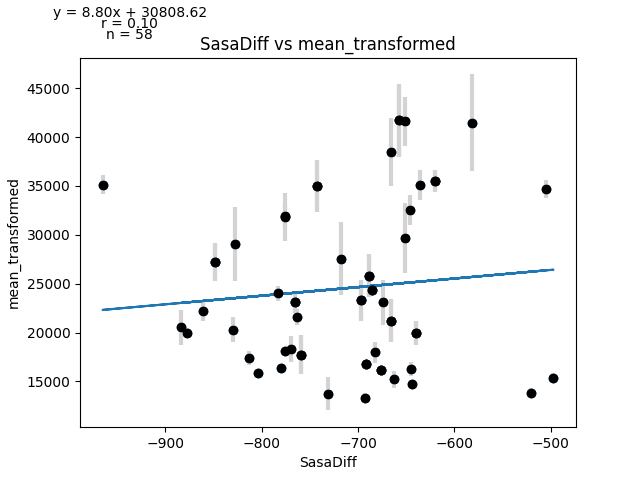 y = 8.80x + 30808.62
r = 0.10
n = 58
SasaDiff vs mean_transformed
45000
40000
35000
30000
25000
20000
15000
mean_transformed
−900
−800
−700
−600
−500
SasaDiff